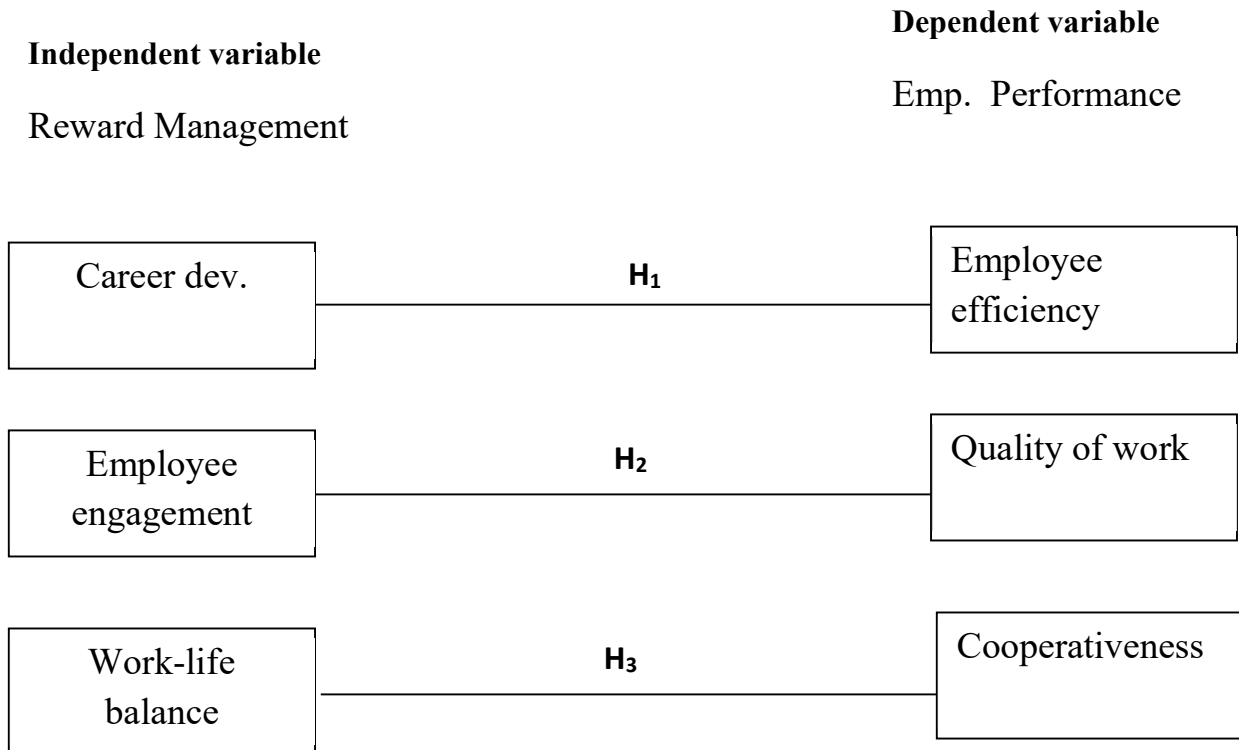 Independent variable
Reward Management
Dependent variable
Emp. Performance
Career dev.
H₁
Employee
efficiency
Employee
engagement
H₂
Quality of work
Work-life
balance
H₃
Cooperativeness